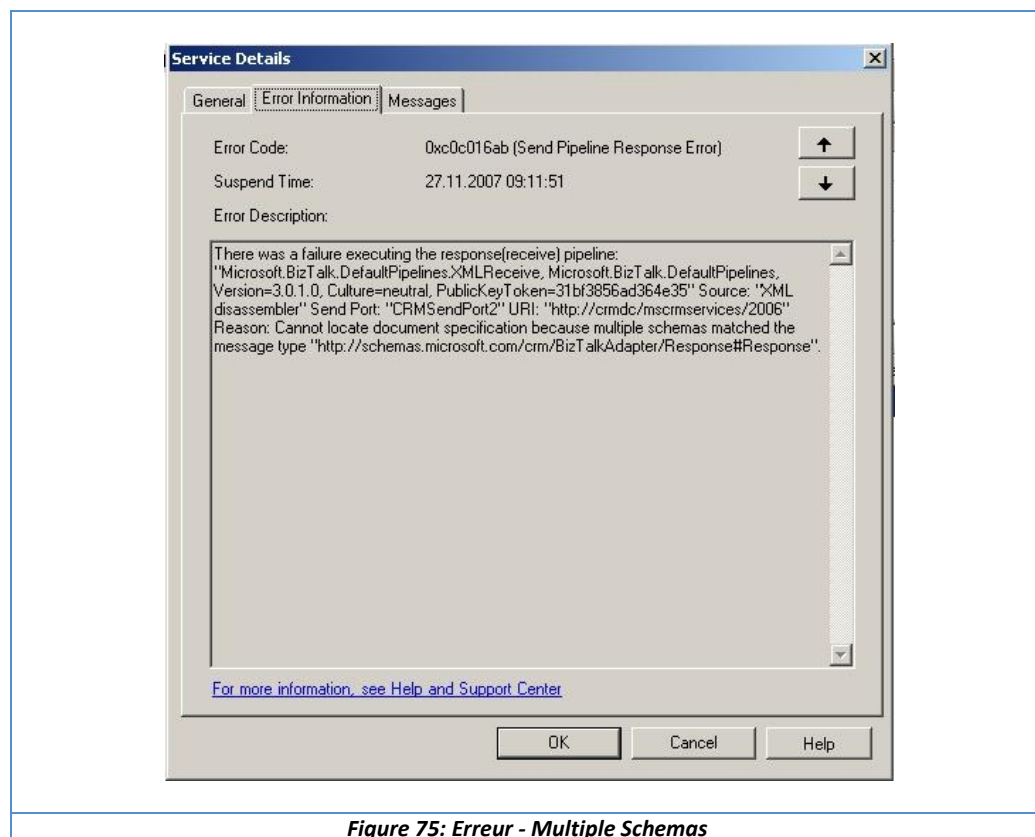 Service Details
General Error Information Messages
Error Code: 0xc0c016ab (Send Pipeline Response Error)
Suspend Time: 27.11.2007 09:11:51
Error Description:
There was a failure executing the response(receive) pipeline:
"Microsoft.BizTalk.DefaultPipelines.XMLReceive, Microsoft.BizTalk.DefaultPipelines,
Version=3.0.1.0, Culture=neutral, PublicKeyToken=31bf3856ad364e35" Source: "XML
disassembler" Send Port: "CRMSendPort2" URI: "http://crmdc/mscrmservices/2006"
Reason: Cannot locate document specification because multiple schemas matched the
message type "http://schemas.microsoft.com/crm/BizTalkAdapter/Response#Response".
For more information, see Help and Support Center
OK Cancel Help
Figure 75: Erreur - Multiple Schemas